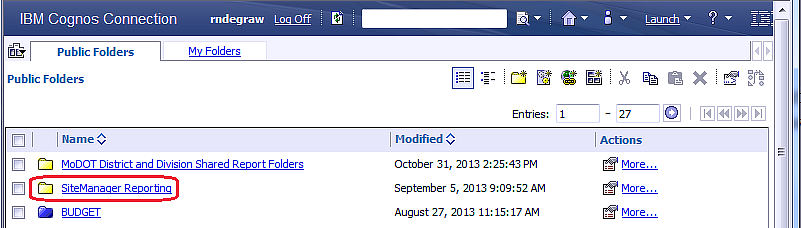 IBM Cognos Connection rndegraw Log Off Launch ? IBM
Public Folders My Folders
Public Folders
Entries: 1 - 27
Name Modified Actions
MoDOT District and Division Shared Report Folders October 31, 2013 2:25:43 PM More...
SiteManager Reporting September 5, 2013 9:09:52 AM More...
BUDGET August 27, 2013 11:15:17 AM More...